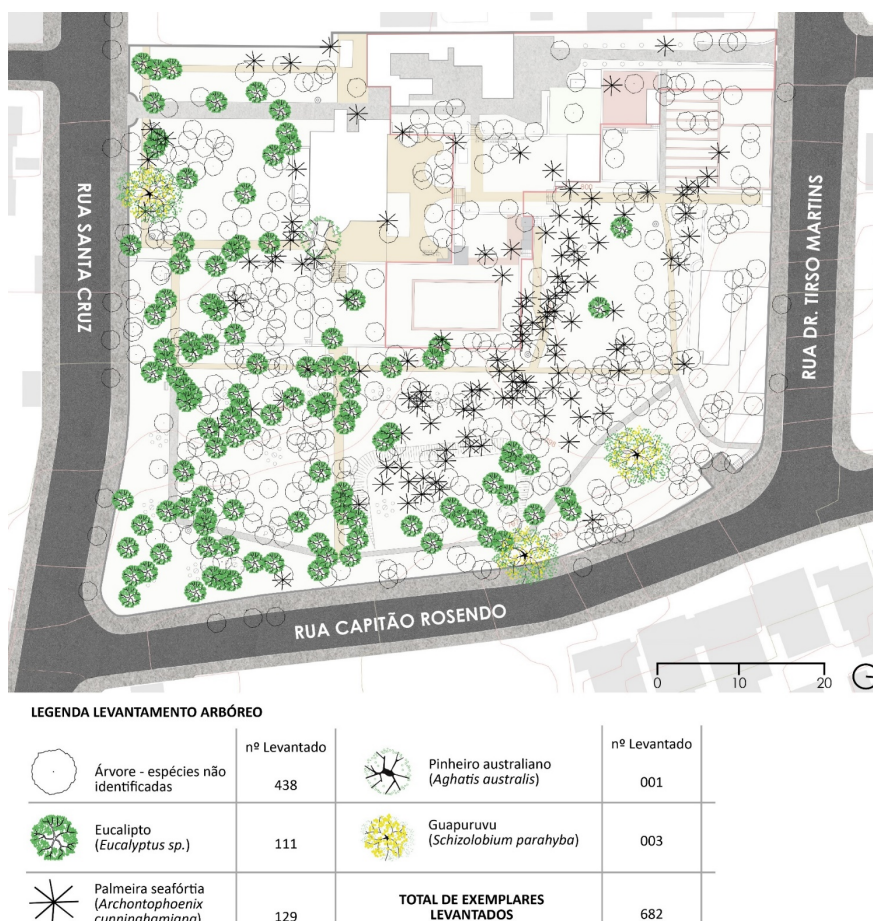 RUA SANTA CRUZ
RUA DR. TIRSO MARTINS
RUA CAPITÃO ROSENDO
0 10 20
LEGENDA LEVANTAMENTO ARBÓREO
nº Levantado
Árvore - espécies não
identificadas
438
nº Levantado
Pinheiro australiano
(Aghatis australis)
001
Eucalipto
(Eucalyptus sp.)
111
Guapuruvu
(Schizolobium parahyba)
003
Palmeira seafórtia
(Archontophoenix
cunninghamiana)
129
TOTAL DE EXEMPLARES
LEVANTADOS
682